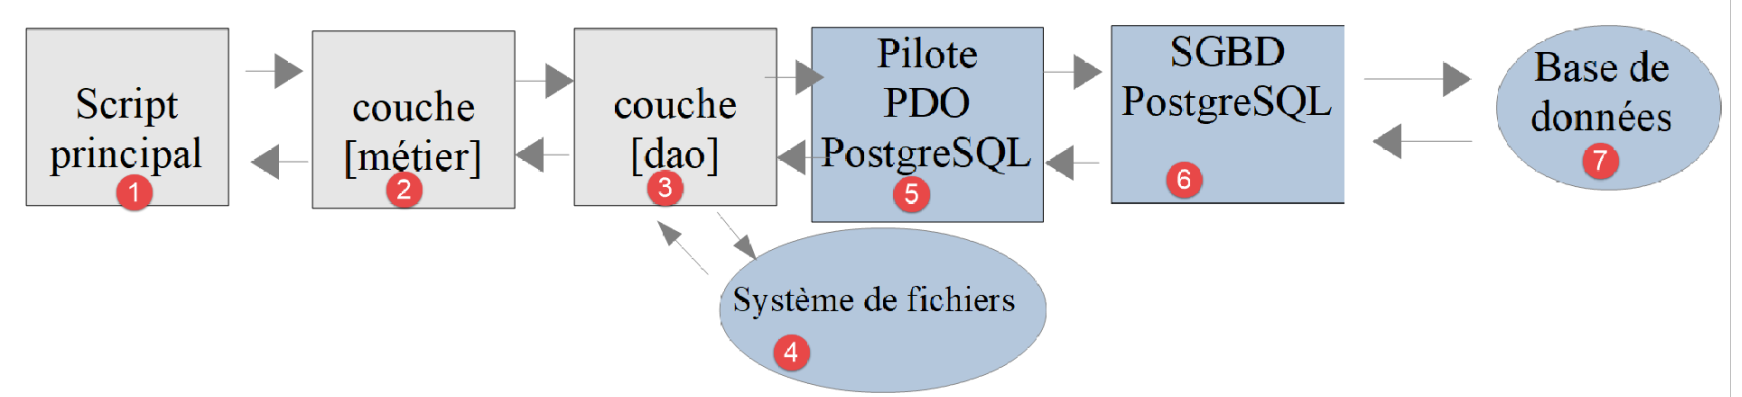 Script
principal
1
couche
[métier]
2
couche
[dao]
3
Pilote
PDO
PostgreSQL
5
SGBD
PostgreSQL
6
Base de
données
7
Système de fichiers
4